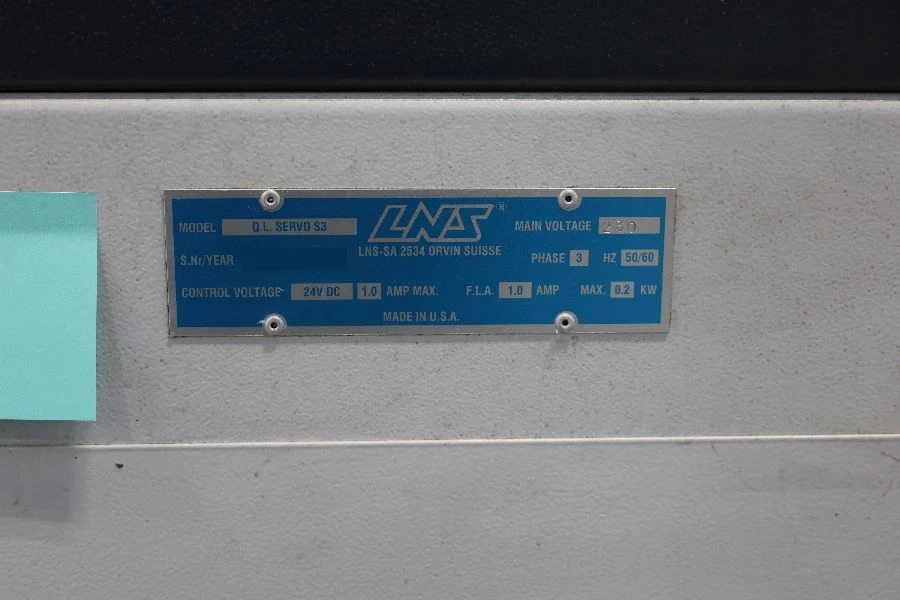 MODEL Q.L. SERVO S3 LNS® MAIN VOLTAGE 230
LNS-SA 2534 ORVIN SUISSE
S.Nr/YEAR PHASE 3 HZ 50/60
CONTROL VOLTAGE 24V DC 1.0 AMP MAX. F.L.A. 1.0 AMP MAX. 0.2 KW
MADE IN U.S.A.